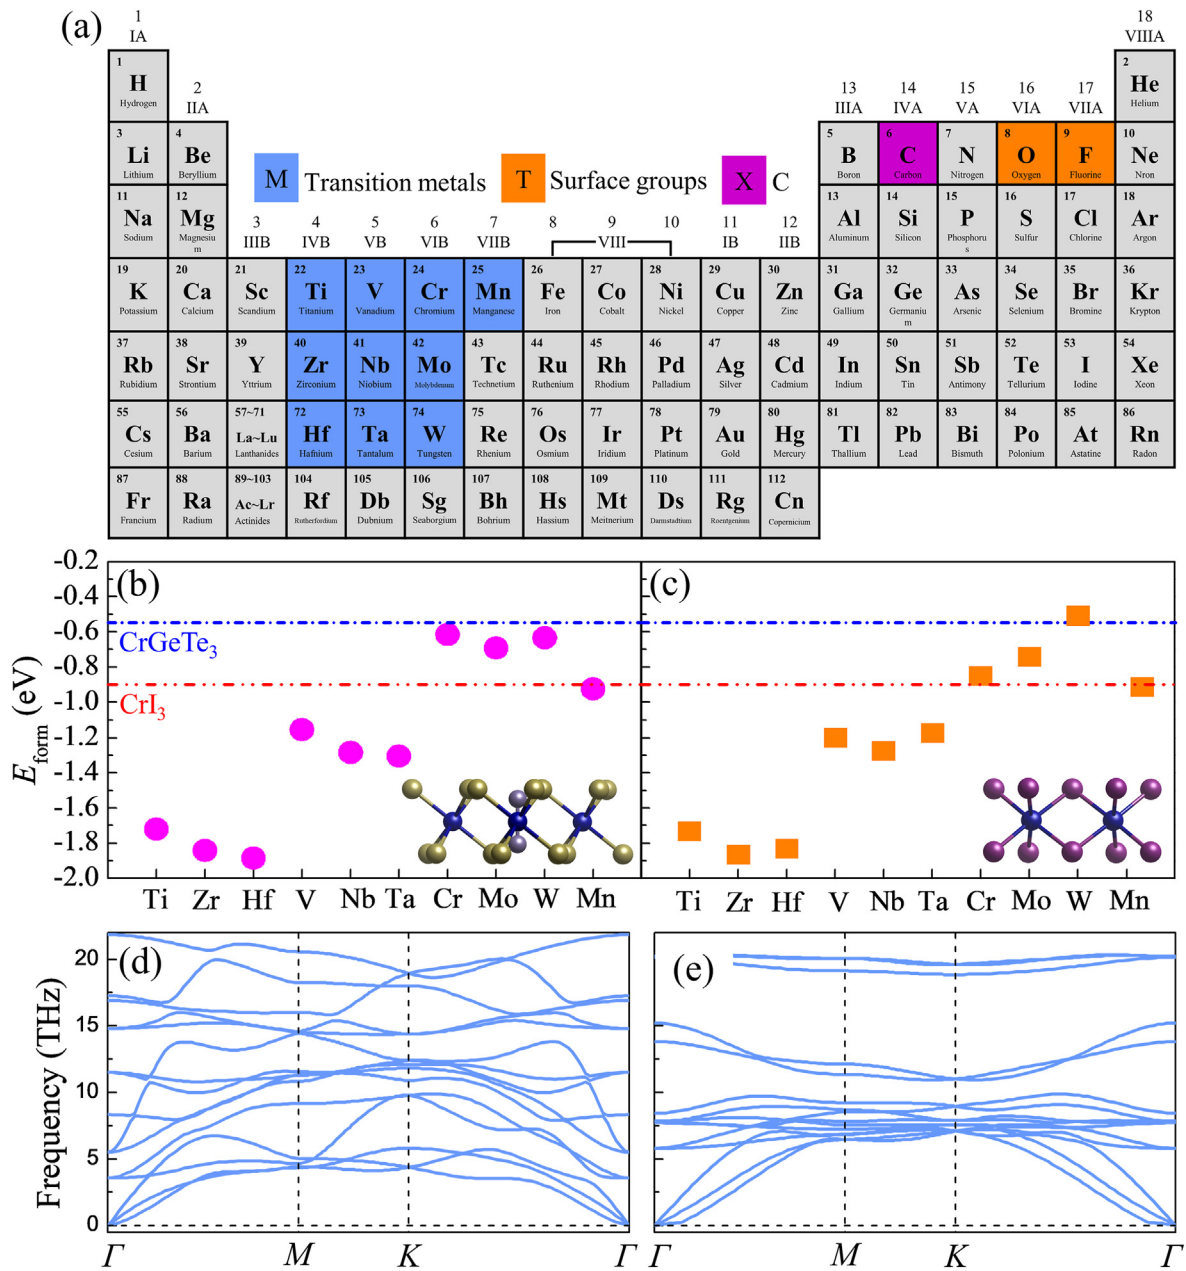 (a)
1
IA
18
VIIIA
1
H
Hydrogen
2
IIA
13 14 15 16 17
IIIA IVA VA VIA VIIA
2
He
Helium
3 4
Li Be
Lithium Beryllium
M Transition metals T Surface groups X C
5 6 7 8 9 10
B C N O F Ne
Boron Carbon Nitrogen Oxygen Fluorine Nron
11 12
Na Mg
Sodium Magnesiu
m
3 4 5 6 7 8 9 10 11 12
IIIB IVB VB VIB VIIB VIII IB IIB
13 14 15 16 17 18
Al Si P S Cl Ar
Aluminum Silicon Phosphoru Sulfur Chlorine Argon
s
19 20 21 22 23 24 25 26 27 28 29 30 31 32 33 34 35 36
K Ca Sc Ti V Cr Mn Fe Co Ni Cu Zn Ga Ge As Se Br Kr
Potassium Calcium Scandium Titanium Vanadium Chromium Manganese Iron Cobalt Nickel Copper Zinc Gallium Germaniu Arsenic Selenium Bromine Krypton
m
37 38 39 40 41 42 43 44 45 46 47 48 49 50 51 52 53 54
Rb Sr Y Zr Nb Mo Tc Ru Rh Pd Ag Cd In Sn Sb Te I Xe
Rubidium Strontium Yttrium Zirconium Niobium Molybdenum Technetium Ruthenium Rhodium Palladium Silver Cadmium Indium Tin Antimony Tellurium Iodine Xeon
55 56 57~71 72 73 74 75 76 77 78 79 80 81 82 83 84 85 86
Cs Ba La~Lu Hf Ta W Re Os Ir Pt Au Hg Tl Pb Bi Po At Rn
Cesium Barium Lanthanides Hafnium Tantalum Tungsten Rhenium Osmium Iridium Platinum Gold Mercury Thallium Lead Bismuth Polonium Astatine Radon
87 88 89~103 104 105 106 107 108 109 110 111 112
Fr Ra Ac~Lr Rf Db Sg Bh Hs Mt Ds Rg Cn
Francium Radium Actinides Rutherfordium Dubnium Seaborgium Bohrium Hassium Meitnerium Darmstadtium Roentgenium Copernicium
(b)
(c)
E_form (eV)
-0.2
-0.4
-0.6
-0.8
-1.0
-1.2
-1.4
-1.6
-1.8
-2.0
CrGeTe₃
CrI₃
Ti Zr Hf V Nb Ta Cr Mo W Mn
Ti Zr Hf V Nb Ta Cr Mo W Mn
(d)
(e)
Frequency (THz)
20
15
10
5
0
Γ M K Γ
Γ M K Γ